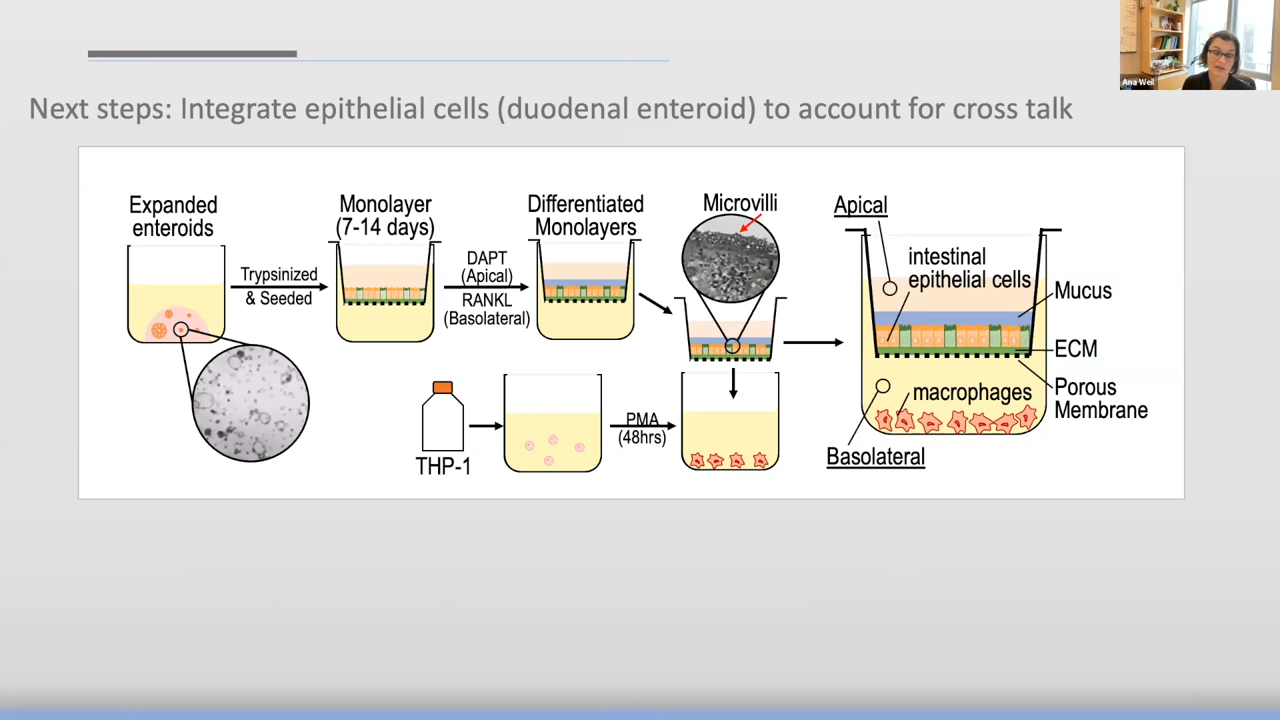 Next steps: Integrate epithelial cells (duodenal enteroid) to account for cross talk
Ana Weil
Expanded
enteroids
Trypsinized
& Seeded
Monolayer
(7-14 days)
DAPT
(Apical)
RANKL
(Basolateral)
Differentiated
Monolayers
Microvilli
THP-1
PMA
(48hrs)
Apical
intestinal
epithelial cells
Mucus
ECM
Porous
Membrane
macrophages
Basolateral